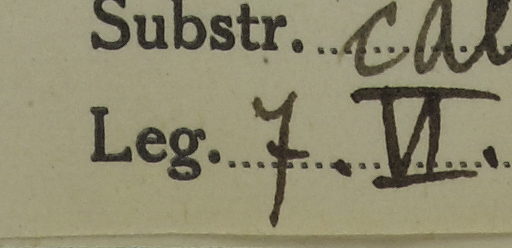 Substr. cal
Leg. 7. VI.